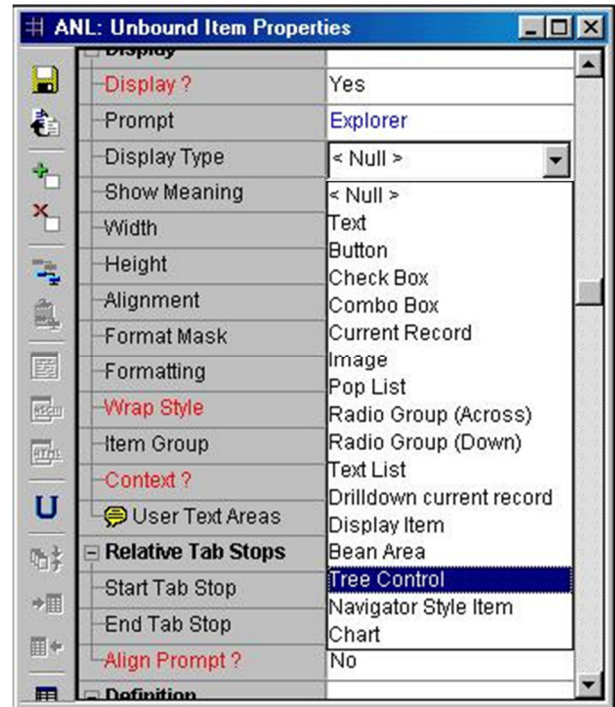 ANL: Unbound Item Properties
Display
Display ? Yes
Prompt Explorer
Display Type < Null >
Show Meaning < Null >
Text
Width
Button
Height Check Box
Combo Box
Alignment
Current Record
Format Mask
Image
Formatting
Pop List
Wrap Style Radio Group (Across)
Item Group Radio Group (Down)
Text List
Context ?
Drilldown current record
User Text Areas Display Item
Relative Tab Stops Bean Area
Start Tab Stop Tree Control
Navigator Style Item
End Tab Stop
Chart
Align Prompt ? No
Definition
ASCII
HTML
U